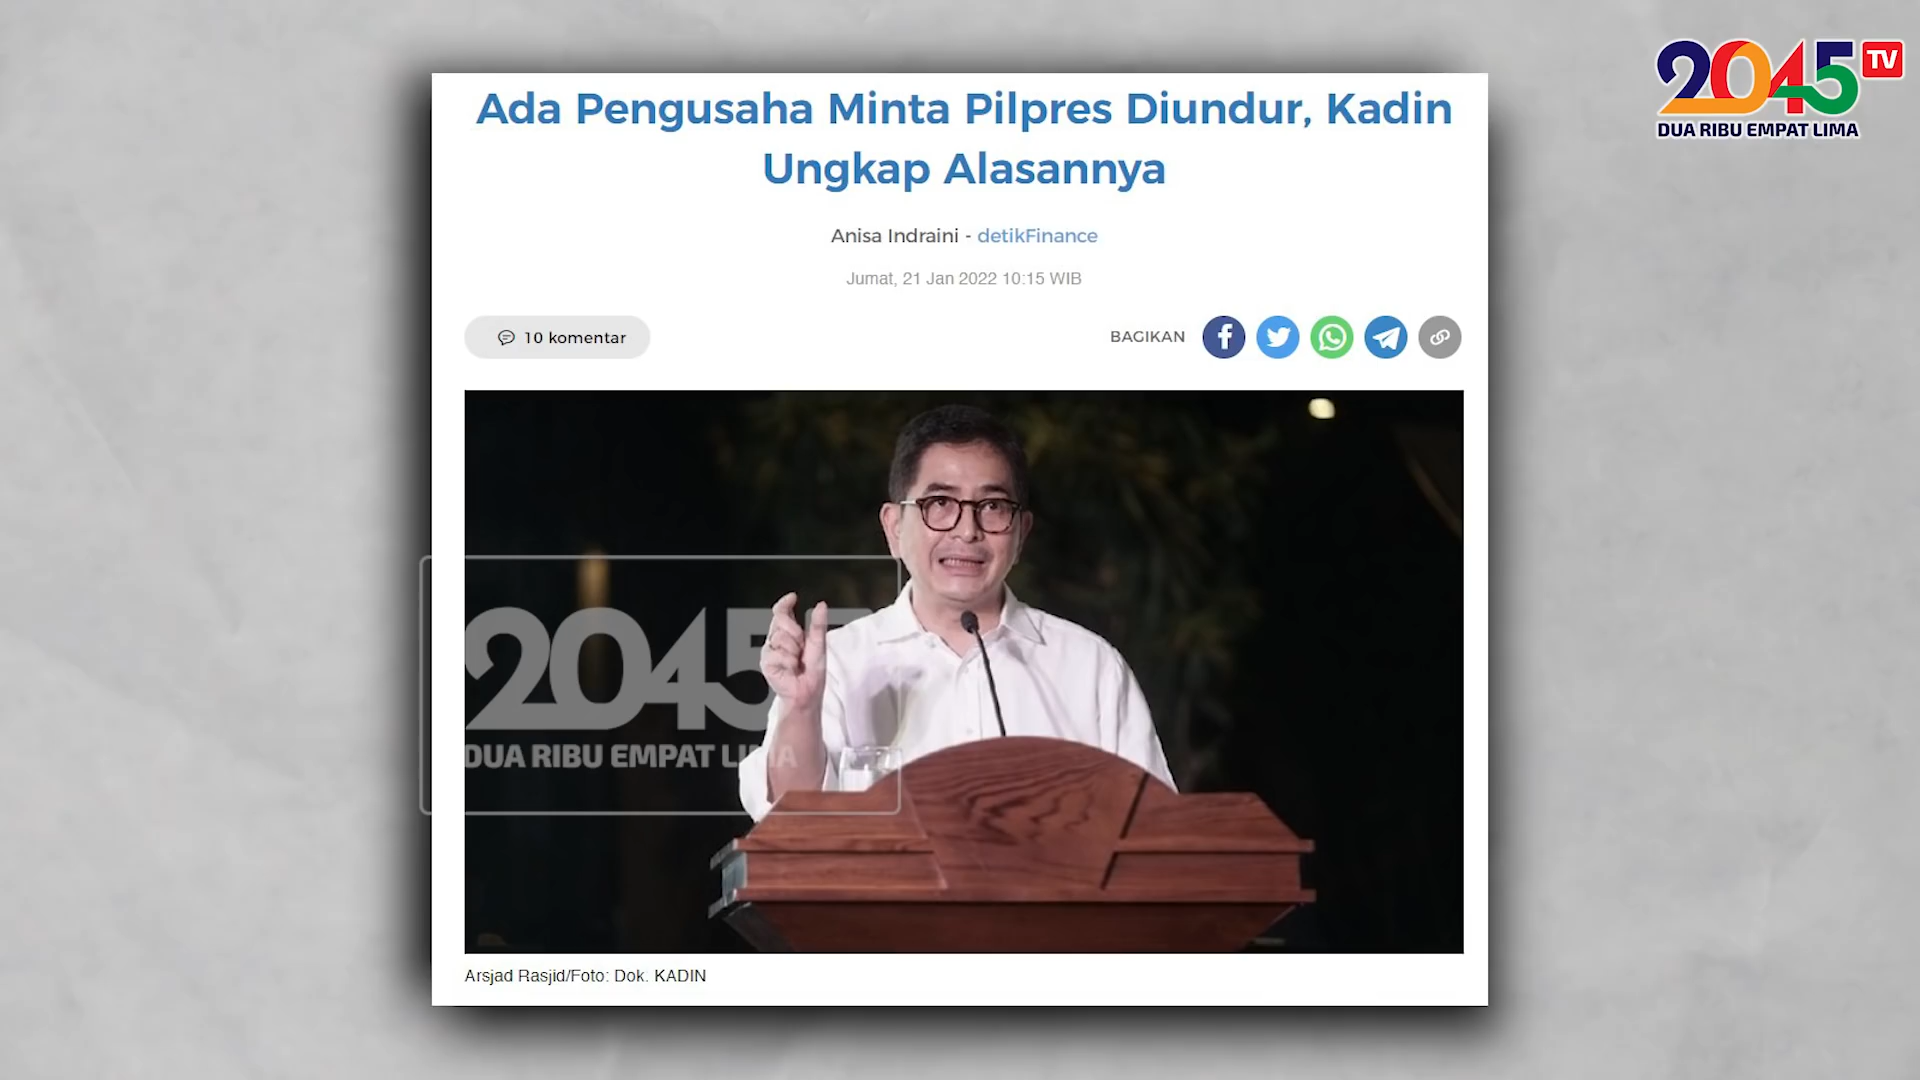 2045 TV
DUA RIBU EMPAT LIMA
Ada Pengusaha Minta Pilpres Diundur, Kadin
Ungkap Alasannya
Anisa Indraini - detikFinance
Jumat, 21 Jan 2022 10:15 WIB
10 komentar
BAGIKAN
2045
DUA RIBU EMPAT LIMA
Arsjad Rasjid/Foto: Dok. KADIN